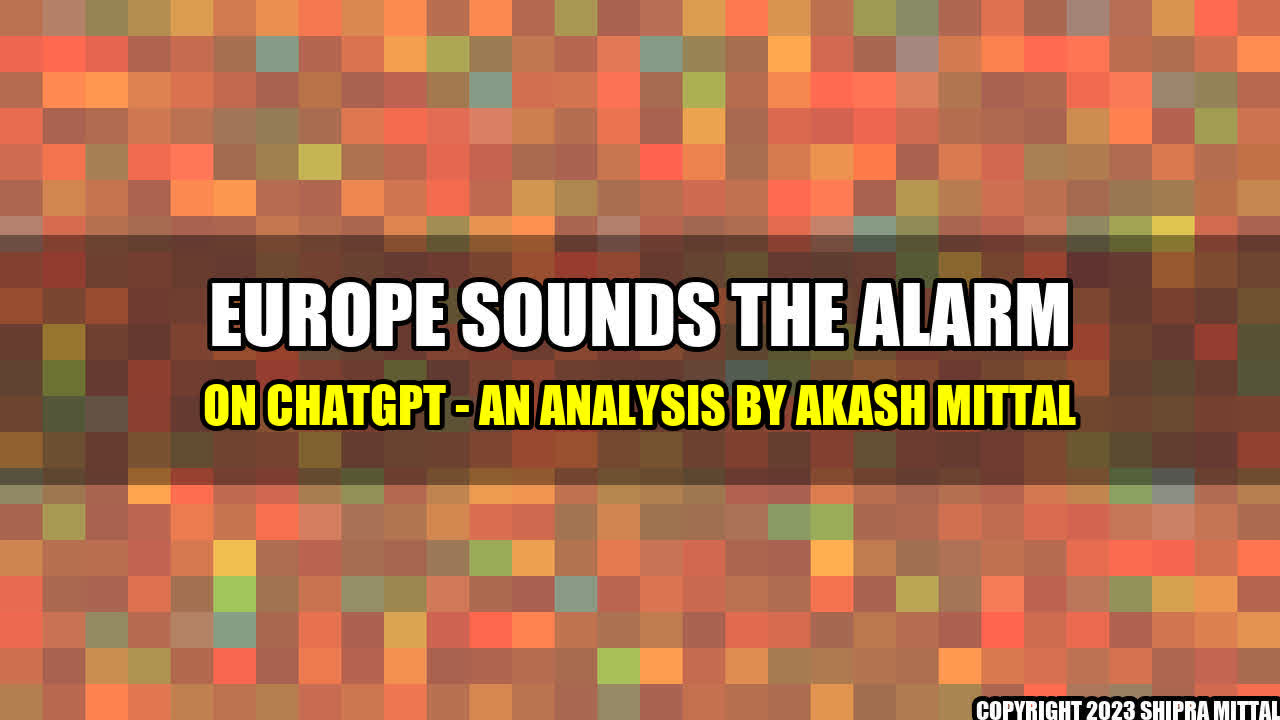 EUROPE SOUNDS THE ALARM
ON CHATGPT - AN ANALYSIS BY AKASH MITTAL
COPYRIGHT 2023 SHIPRA MITTAL